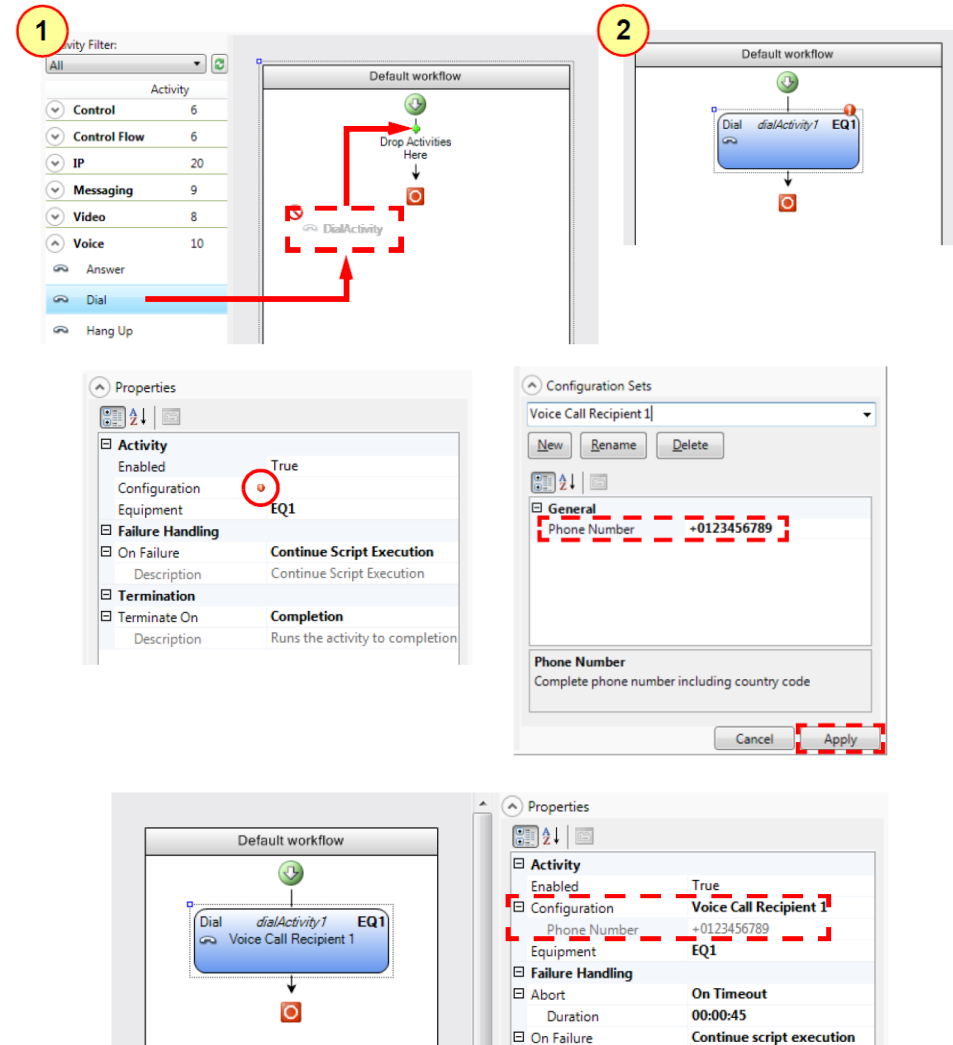 1
vity Filter:
All
Activity
Control 6
Control Flow 6
IP 20
Messaging 9
Video 8
Voice 10
Answer
Dial
Hang Up
Default workflow
Drop Activities
Here
DialActivity
2
Default workflow
Dial dialActivity1 EQ1
Properties
Activity
Enabled True
Configuration
Equipment EQ1
Failure Handling
On Failure Continue Script Execution
Description Continue Script Execution
Termination
Terminate On Completion
Description Runs the activity to completion
Configuration Sets
Voice Call Recipient 1
New Rename Delete
General
Phone Number +0123456789
Phone Number
Complete phone number including country code
Cancel Apply
Default workflow
Dial dialActivity1 EQ1
Voice Call Recipient 1
Properties
Activity
Enabled True
Configuration Voice Call Recipient 1
Phone Number +0123456789
Equipment EQ1
Failure Handling
Abort On Timeout
Duration 00:00:45
On Failure Continue script execution